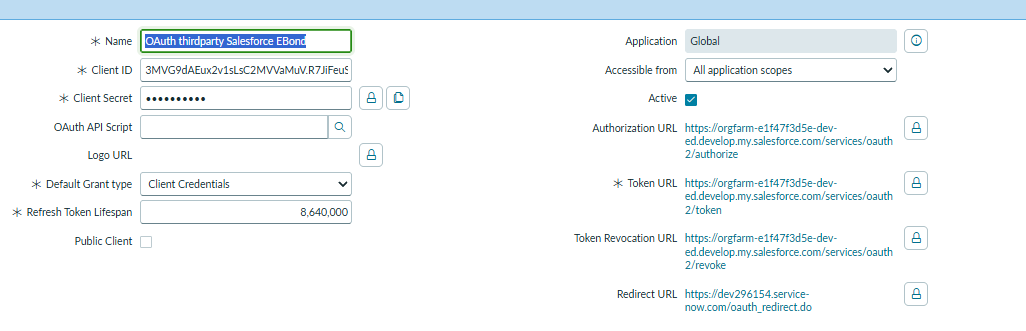 Name
OAuth thirdparty Salesforce EBond
Client ID
3MVG9dAEux2v1sLsC2MVVaMuV.R7JiFeuS
Client Secret
••••••••••
OAuth API Script
Logo URL
Default Grant type
Client Credentials
Refresh Token Lifespan
8,640,000
Public Client
Application
Global
Accessible from
All application scopes
Active
Authorization URL
https://orgfarm-e1f47f3d5e-dev-
ed.develop.my.salesforce.com/services/oauth
2/authorize
Token URL
https://orgfarm-e1f47f3d5e-dev-
ed.develop.my.salesforce.com/services/oauth
2/token
Token Revocation URL
https://orgfarm-e1f47f3d5e-dev-
ed.develop.my.salesforce.com/services/oauth
2/revoke
Redirect URL
https://dev296154.service-
now.com/oauth_redirect.do